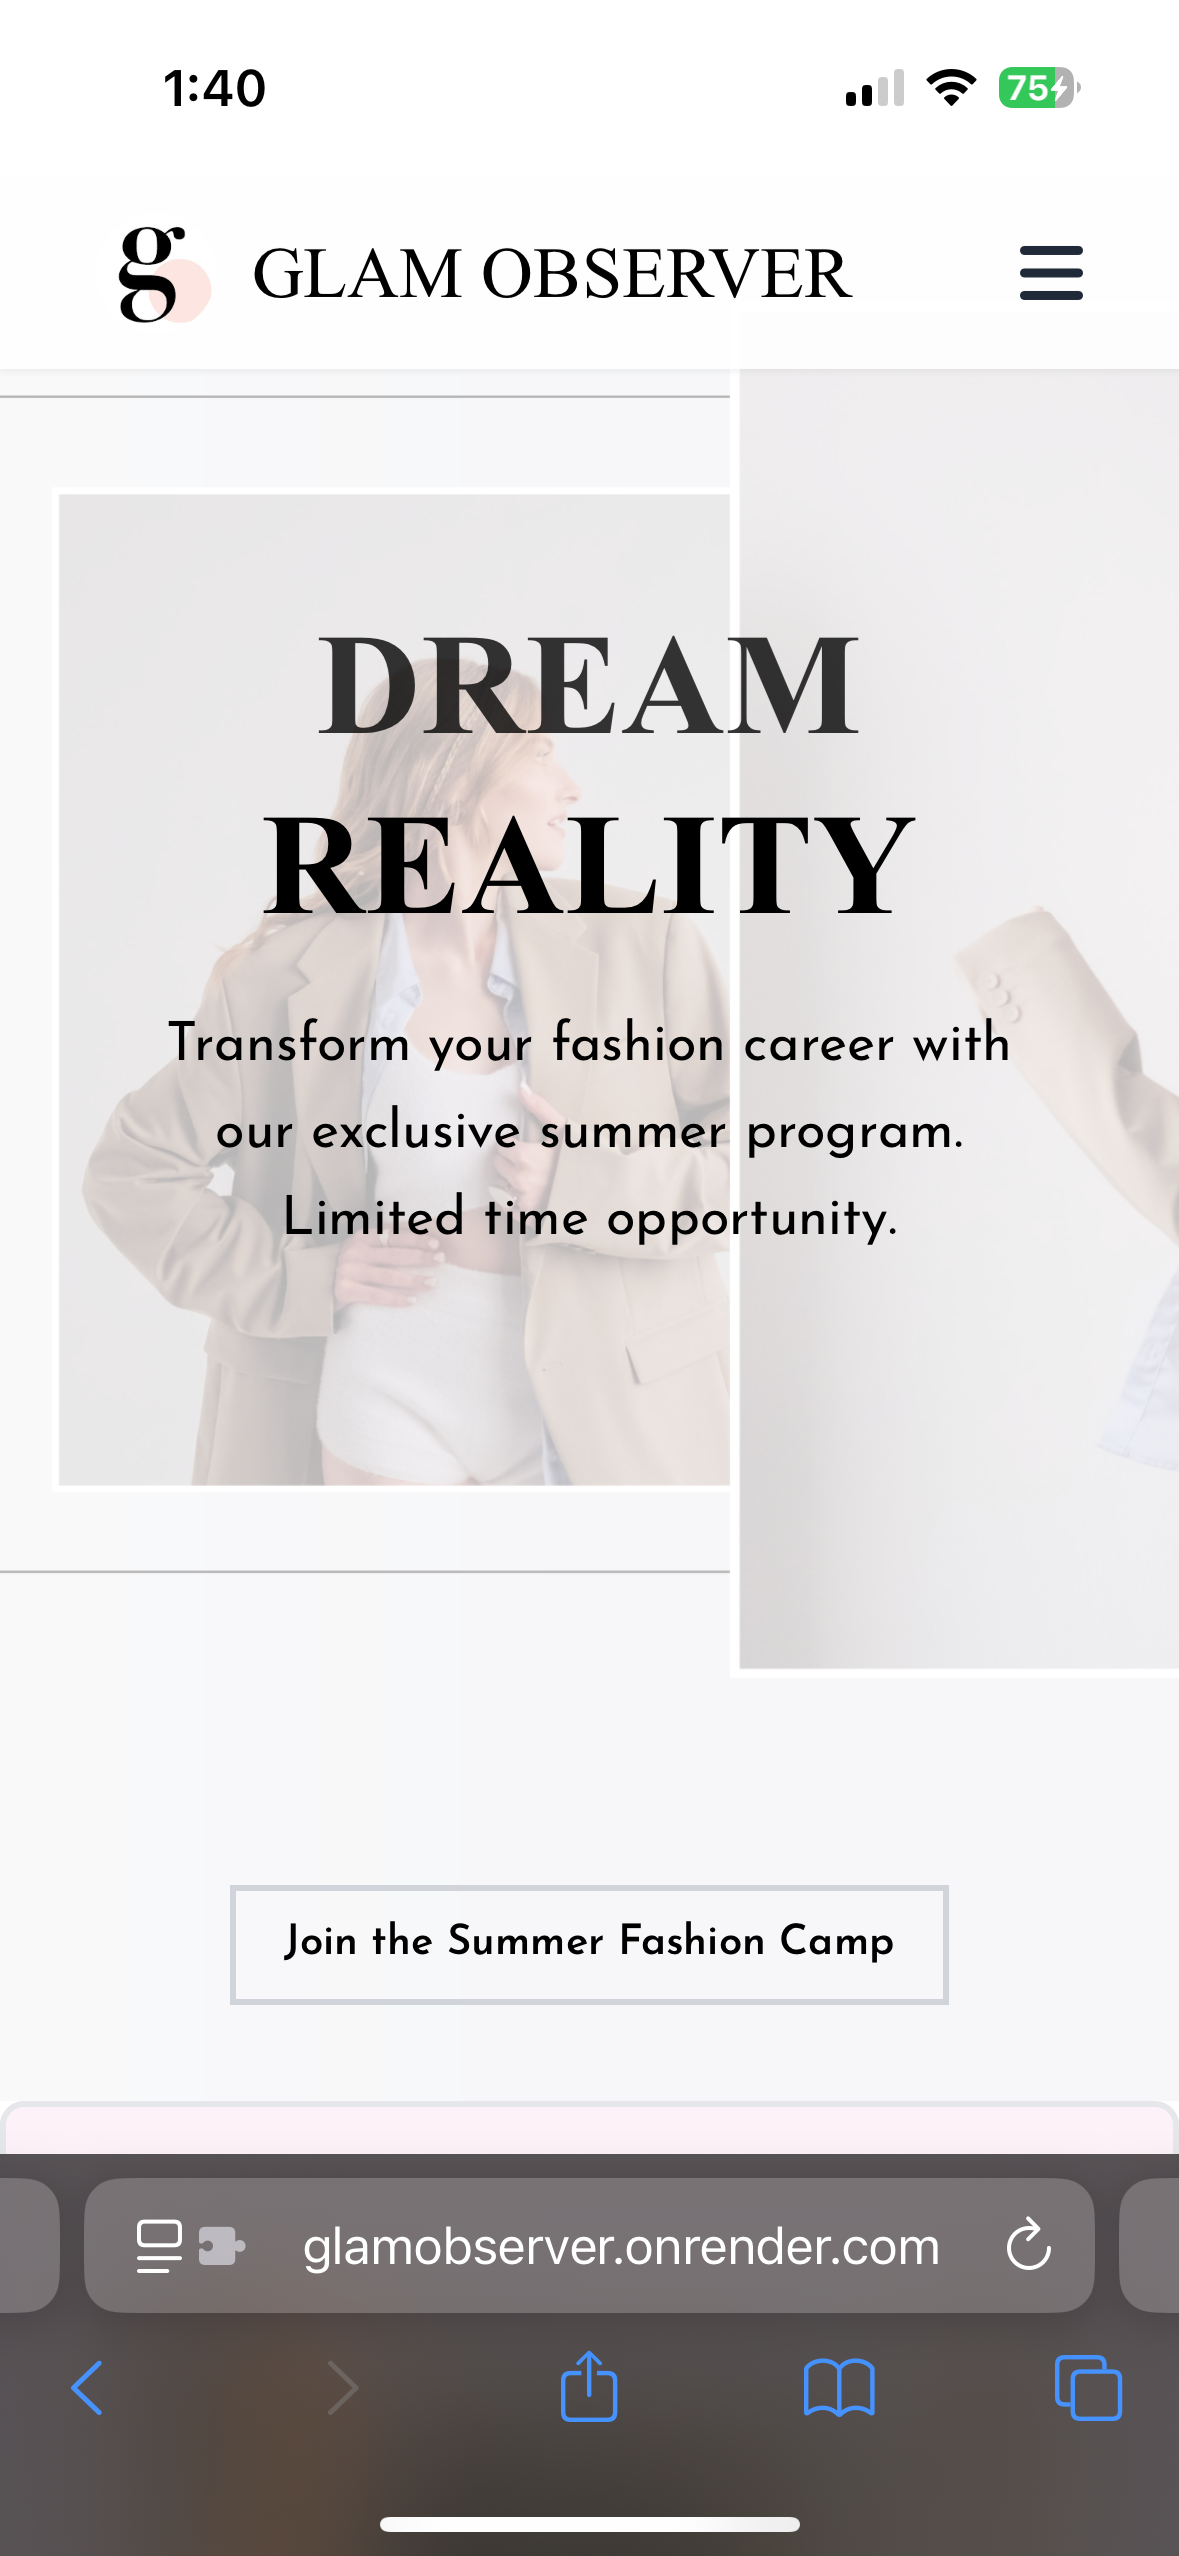 1:40
75
g GLAM OBSERVER
DREAM
REALITY
Transform your fashion career with
our exclusive summer program.
Limited time opportunity.
Join the Summer Fashion Camp
glamobserver.onrender.com